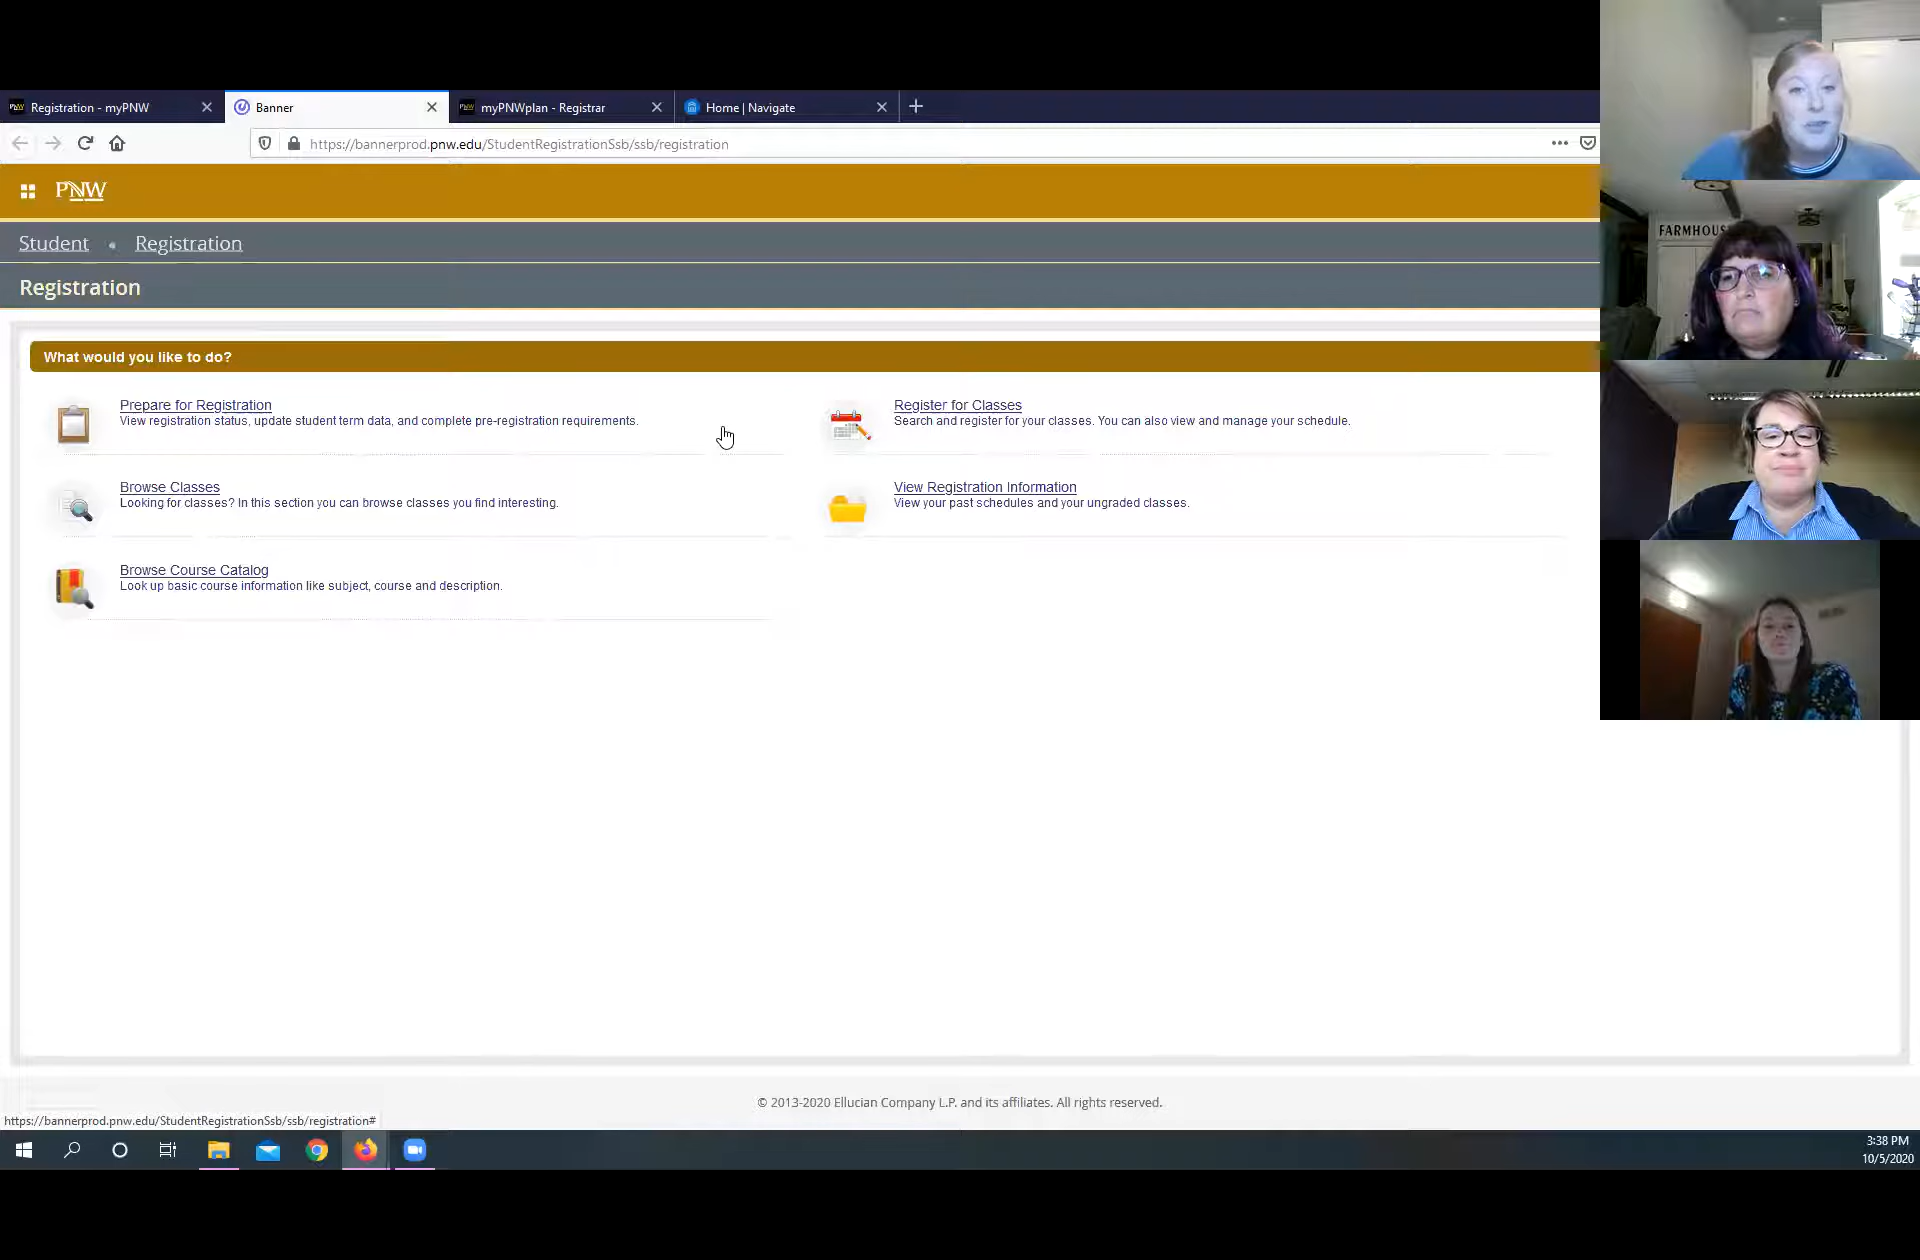 Registration - myPNW
Banner
myPNWplan - Registrar
Home | Navigate
https://bannerprod.pnw.edu/StudentRegistrationSsb/ssb/registration
PNW
Student • Registration
Registration
What would you like to do?
Prepare for Registration
View registration status, update student term data, and complete pre-registration requirements.
Register for Classes
Search and register for your classes. You can also view and manage your schedule.
Browse Classes
Looking for classes? In this section you can browse classes you find interesting.
View Registration Information
View your past schedules and your ungraded classes.
Browse Course Catalog
Look up basic course information like subject, course and description.
FARMHOUS
© 2013-2020 Ellucian Company L.P. and its affiliates. All rights reserved.
https://bannerprod.pnw.edu/StudentRegistrationSsb/ssb/registration#
3:38 PM
10/5/2020